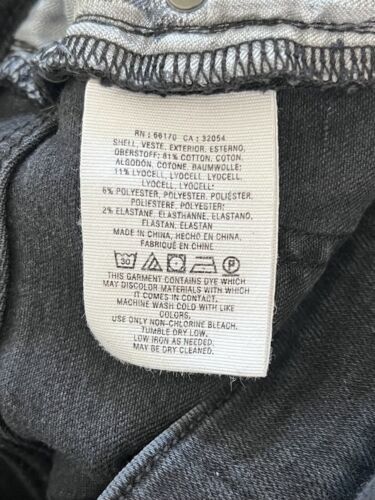 RN : 66170 CA : 32054
SHELL, VESTE, EXTERIOR, ESTERNO,
OBERSTOFF: 81% COTTON, COTON,
ALGODÓN, COTONE, BAUMWOLLE;
11% LYOCELL, LYOCELL, LYOCELL,
LYOCELL, LYOCELL;
6% POLYESTER, POLYESTER, POLIÉSTER,
POLIESTERE, POLYESTER;
2% ELASTANE, ELASTHANNE, ELASTANO,
ELASTAN, ELASTAN
MADE IN CHINA, HECHO EN CHINA,
FABRIQUÉ EN CHINE
30
THIS GARMENT CONTAINS DYE WHICH
MAY DISCOLOR MATERIALS WITH WHICH
IT COMES IN CONTACT.
MACHINE WASH COLD WITH LIKE
COLORS.
USE ONLY NON-CHLORINE BLEACH.
TUMBLE DRY LOW.
LOW IRON AS NEEDED.
MAY BE DRY CLEANED.